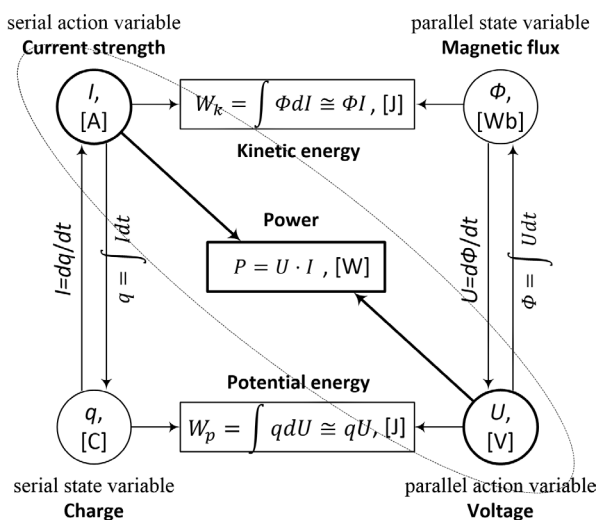 serial action variable
Current strength
parallel state variable
Magnetic flux
I,
[A]
W_k = ∫ ΦdI ≅ ΦI , [J]
Φ,
[Wb]
Kinetic energy
I=dq/dt
q = ∫ Idt
Power
P = U · I , [W]
U=dΦ/dt
Φ = ∫ Udt
Potential energy
q,
[C]
W_p = ∫ qdU ≅ qU, [J]
U,
[V]
serial state variable
Charge
parallel action variable
Voltage